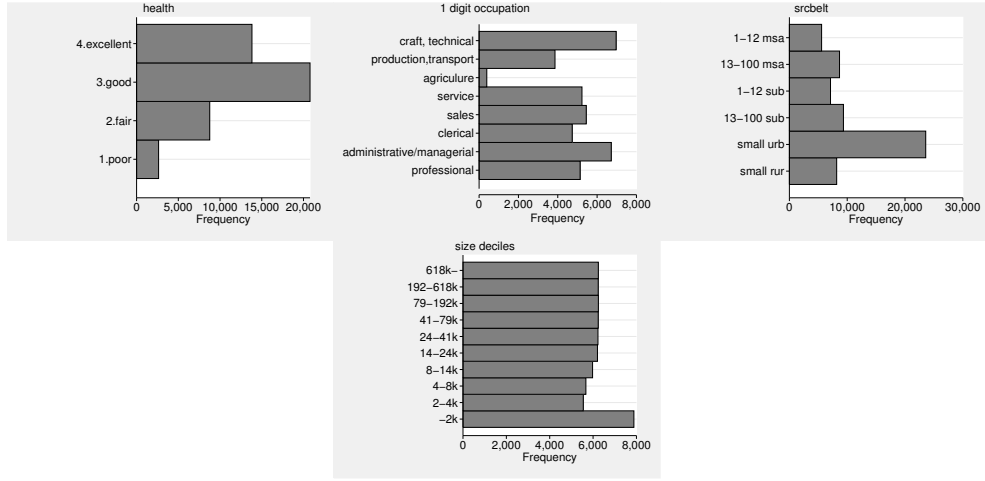 health
4.excellent
3.good
2.fair
1.poor
0 5,000 10,000 15,000 20,000
Frequency
1 digit occupation
craft, technical
production,transport
agriculure
service
sales
clerical
administrative/managerial
professional
0 2,000 4,000 6,000 8,000
Frequency
srcbelt
1−12 msa
13−100 msa
1−12 sub
13−100 sub
small urb
small rur
0 10,000 20,000 30,000
Frequency
size deciles
618k−
192−618k
79−192k
41−79k
24−41k
14−24k
8−14k
4−8k
2−4k
−2k
0 2,000 4,000 6,000 8,000
Frequency